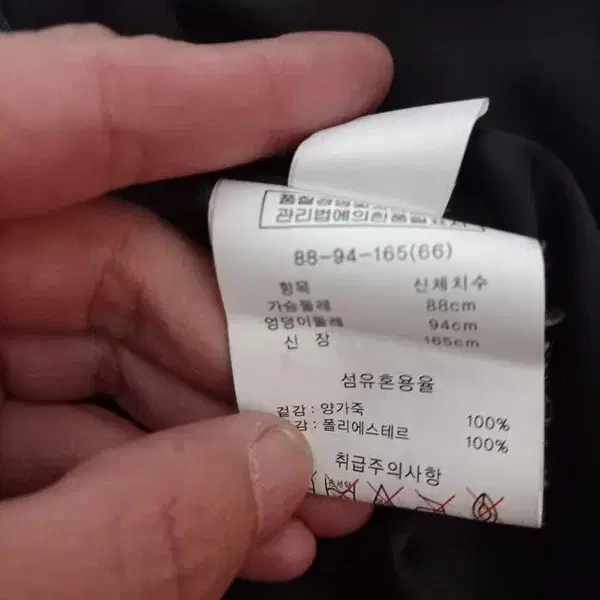 관리법에의한품질표시
88-94-165(66)
항목 신체치수
가슴둘레 88cm
엉덩이둘레 94cm
신 장 165cm
섬유혼용율
겉감 : 양가죽 100%
감 : 폴리에스테르 100%
취급주의사항